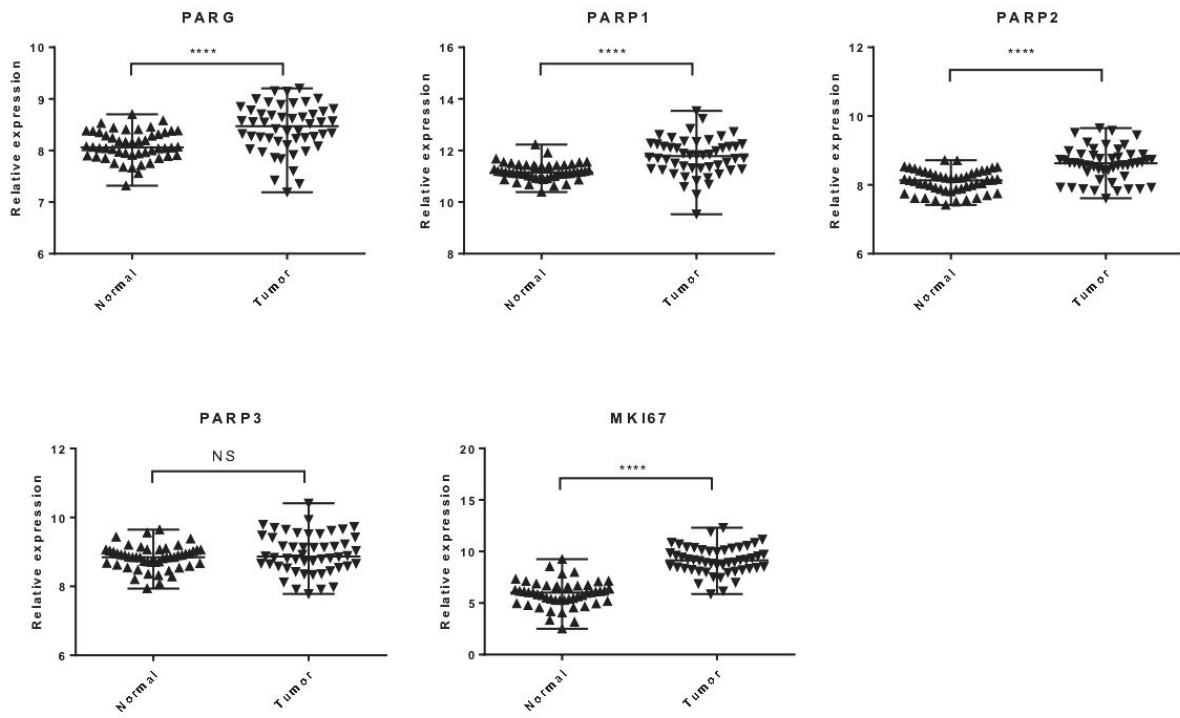 PARG
10
9
8
7
6
Relative expression
****
Normal
Tumor
PARP1
16
14
12
10
8
Relative expression
****
Normal
Tumor
PARP2
12
10
8
6
Relative expression
****
Normal
Tumor
PARP3
12
10
8
6
Relative expression
NS
Normal
Tumor
MKI67
20
15
10
5
0
Relative expression
****
Normal
Tumor